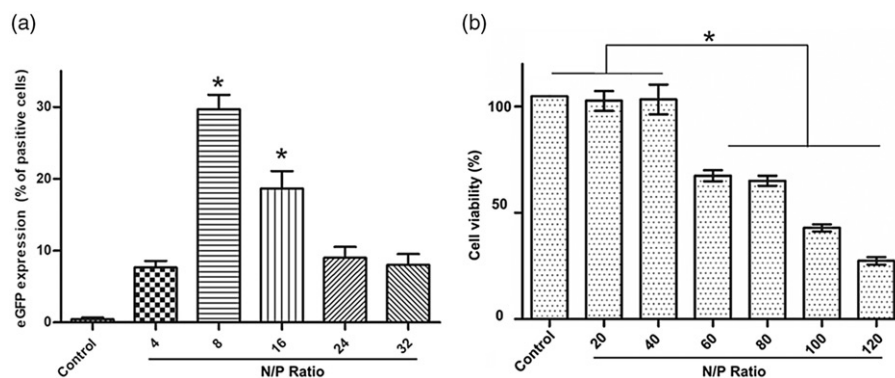 (a)
eGFP expression (% of pasitive cells)
30
20
10
0
*
*
Control
4
8
16
24
32
N/P Ratio
(b)
Cell viability (%)
100
50
0
*
Control
20
40
60
80
100
120
N/P Ratio